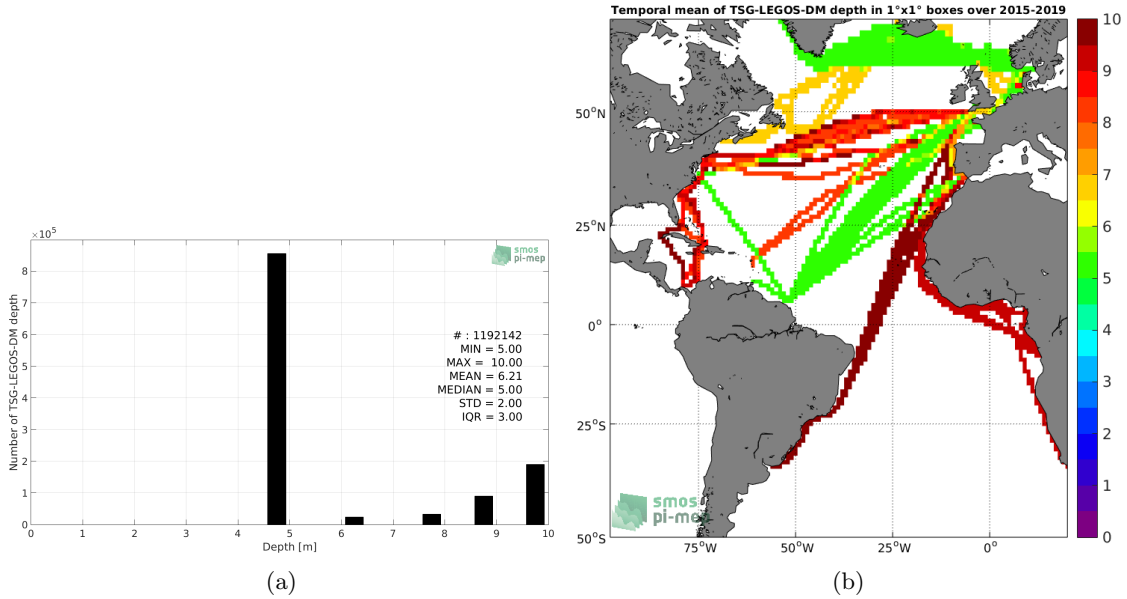 ×10⁵
8
7
6
5
4
3
2
1
0
Number of TSG-LEGOS-DM depth
smos
pi-mep
# : 1192142
MIN = 5.00
MAX = 10.00
MEAN = 6.21
MEDIAN = 5.00
STD = 2.00
IQR = 3.00
0 1 2 3 4 5 6 7 8 9 10
Depth [m]
(a)
Temporal mean of TSG-LEGOS-DM depth in 1°x1° boxes over 2015-2019
50°N
25°N
0°
25°S
50°S
75°W 50°W 25°W 0°
smos
pi-mep
10
9
8
7
6
5
4
3
2
1
0
(b)